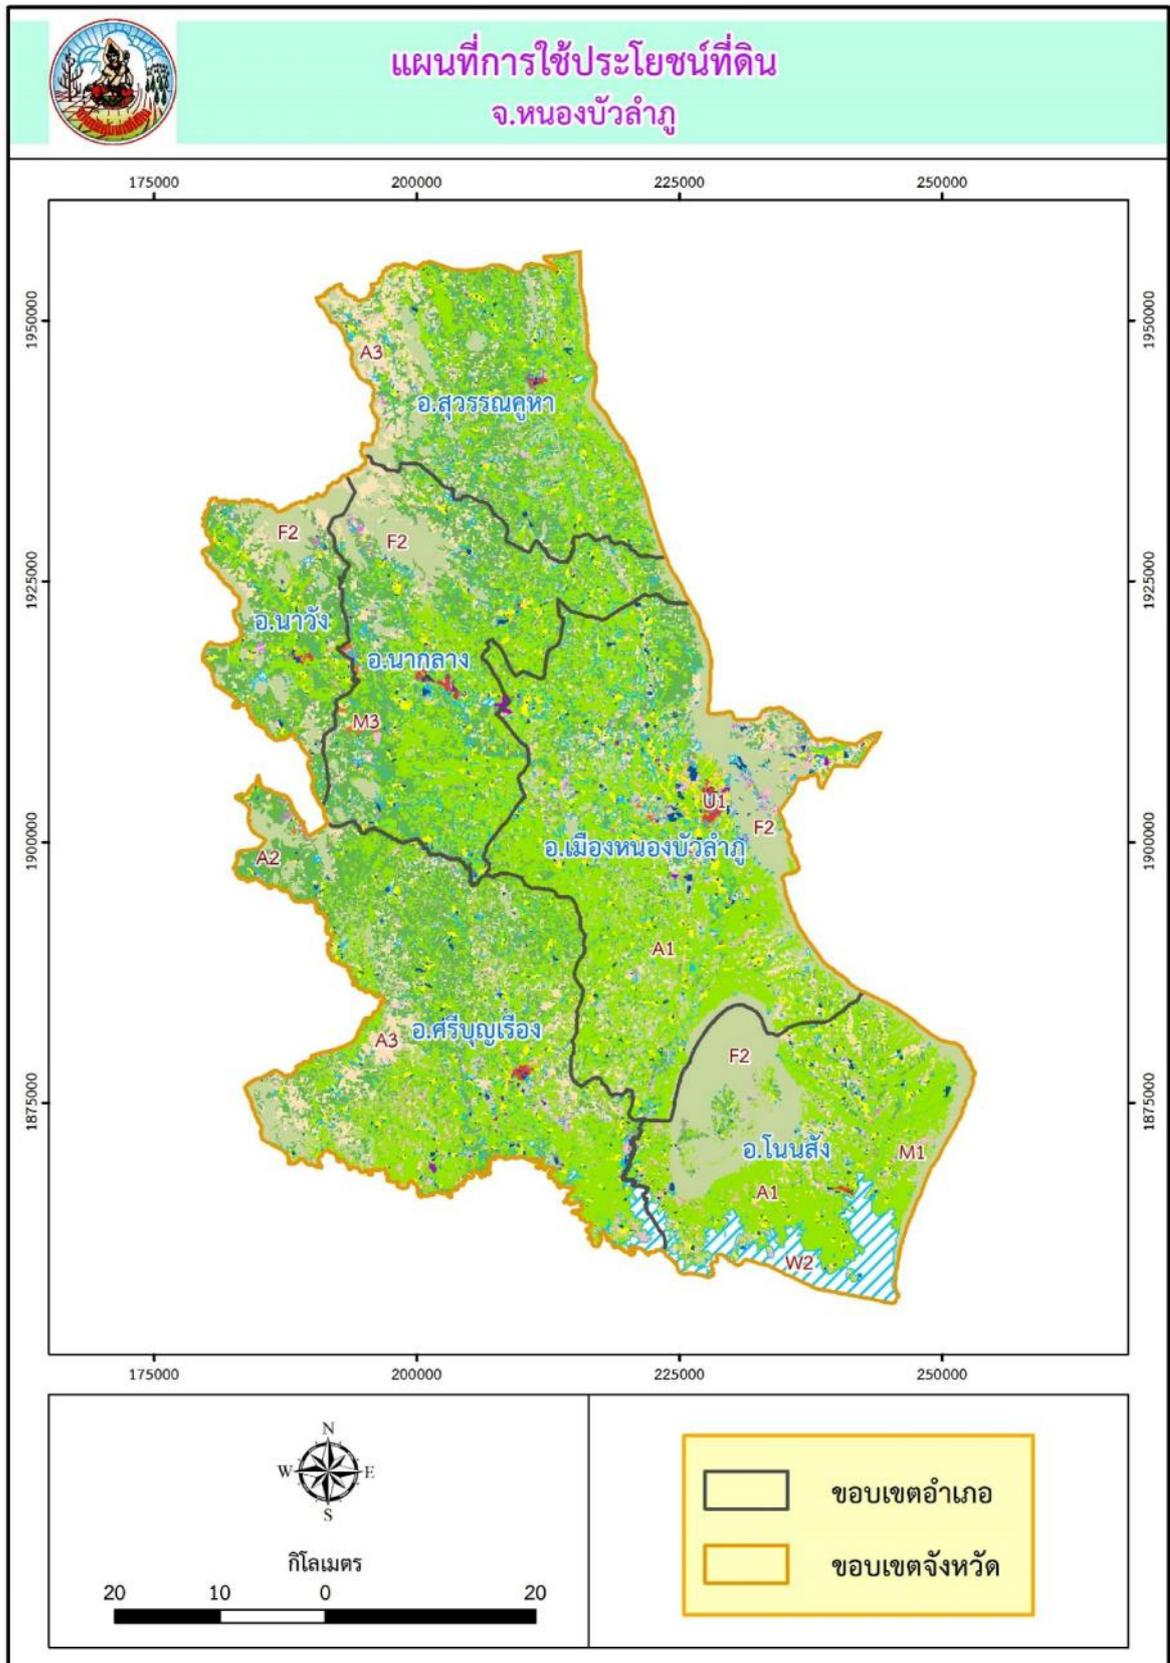 แผนที่การใช้ประโยชน์ที่ดิน
จ.หนองบัวลำภู
175000 200000 225000 250000
1950000 1950000
A3
อ.สุวรรณคูหา
F2 F2
1925000 1925000
อ.นาวัง
อ.นากลาง
M3
U1
F2
1900000 1900000
อ.เมืองหนองบัวลำภู
A2
A1
อ.ศรีบุญเรือง
A3
F2
1875000 1875000
อ.โนนสัง
M1
A1
W2
175000 200000 225000 250000
N
W E
S
กิโลเมตร
20 10 0 20
ขอบเขตอำเภอ
ขอบเขตจังหวัด